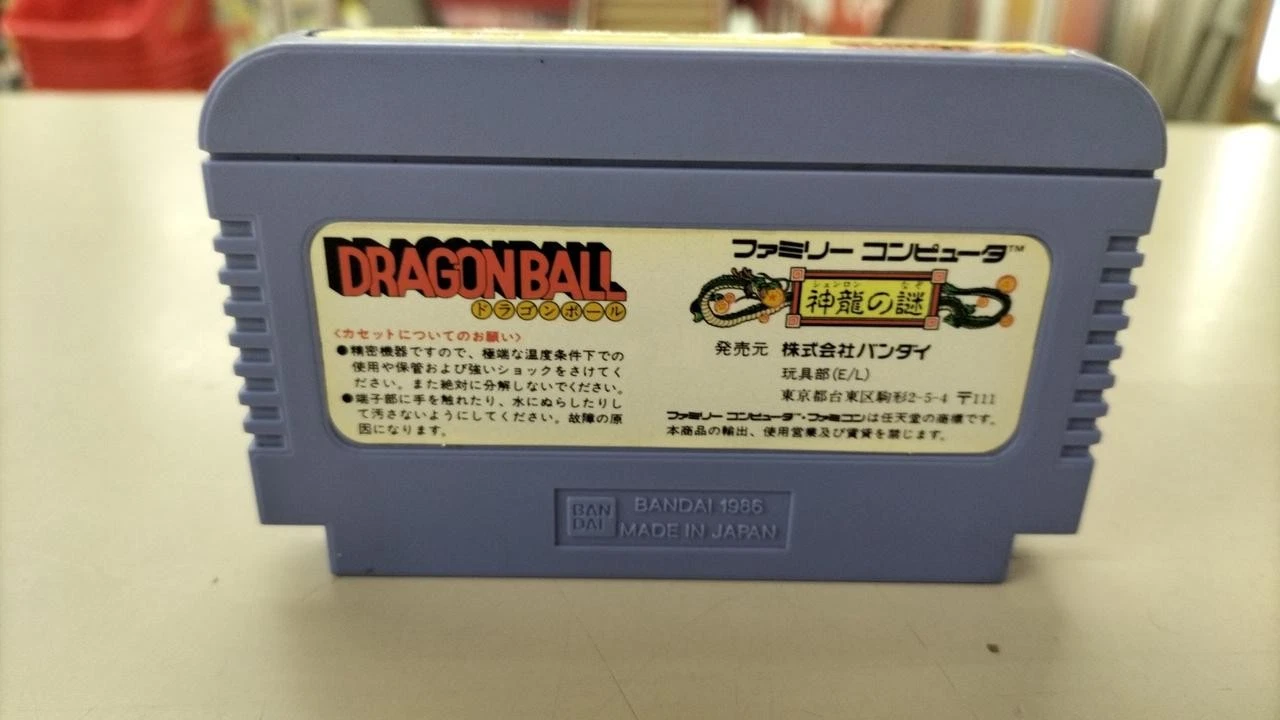 DRAGONBALL
ドラゴンボール
〈カセットについてのお願い〉
●精密機器ですので、極端な温度条件下での
使用や保管および強いショックをさけてく
ださい。また絶対に分解しないでください。
●端子部に手を触れたり、水にぬらしたりし
て汚さないようにしてください。故障の原
因になります。
ファミリー コンピュータ™
シェンロン なぞ
神龍の謎
発売元 株式会社バンダイ
玩具部(E/L)
東京都台東区駒形2-5-4 〒111
ファミリー コンピュータ™・ファミコンは任天堂の商標です。
本商品の輸出、使用営業及び賃貸を禁じます。
BAN
DAI
BANDAI 1986
MADE IN JAPAN